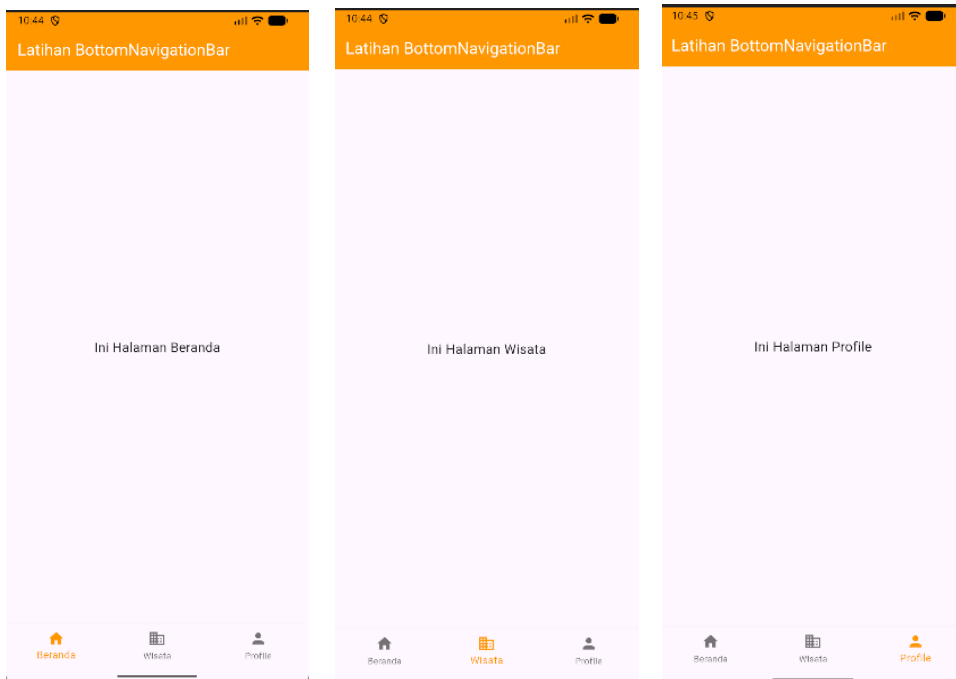 10:44
Latihan BottomNavigationBar
Ini Halaman Beranda
Beranda
Wisata
Profile
10:44
Latihan BottomNavigationBar
Ini Halaman Wisata
Beranda
Wisata
Profile
10:45
Latihan BottomNavigationBar
Ini Halaman Profile
Beranda
Wisata
Profile